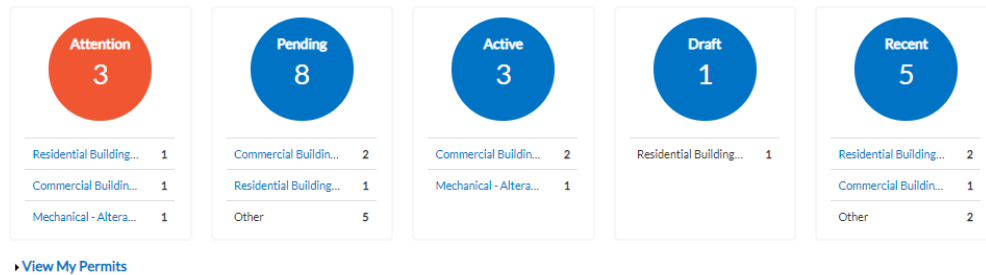 Attention
3
Residential Building... 1
Commercial Buildin... 1
Mechanical - Altera... 1
Pending
8
Commercial Buildin... 2
Residential Building... 1
Other 5
Active
3
Commercial Buildin... 2
Mechanical - Altera... 1
Draft
1
Residential Building... 1
Recent
5
Residential Building... 2
Commercial Buildin... 1
Other 2
View My Permits